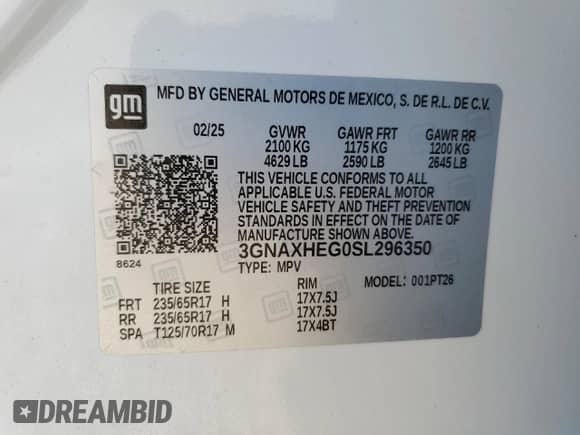 gm MFD BY GENERAL MOTORS DE MEXICO, S. DE R.L. DE C.V.
02/25 GVWR GAWR FRT GAWR RR
2100 KG 1175 KG 1200 KG
4629 LB 2590 LB 2645 LB
THIS VEHICLE CONFORMS TO ALL
APPLICABLE U.S. FEDERAL MOTOR
VEHICLE SAFETY AND THEFT PREVENTION
STANDARDS IN EFFECT ON THE DATE OF
MANUFACTURE SHOWN ABOVE.
8624 3GNAXHEG0SL296350
TYPE: MPV MODEL: 001PT26
TIRE SIZE RIM
FRT 235/65R17 H 17X7.5J
RR 235/65R17 H 17X7.5J
SPA T125/70R17 M 17X4BT
DREAMBID